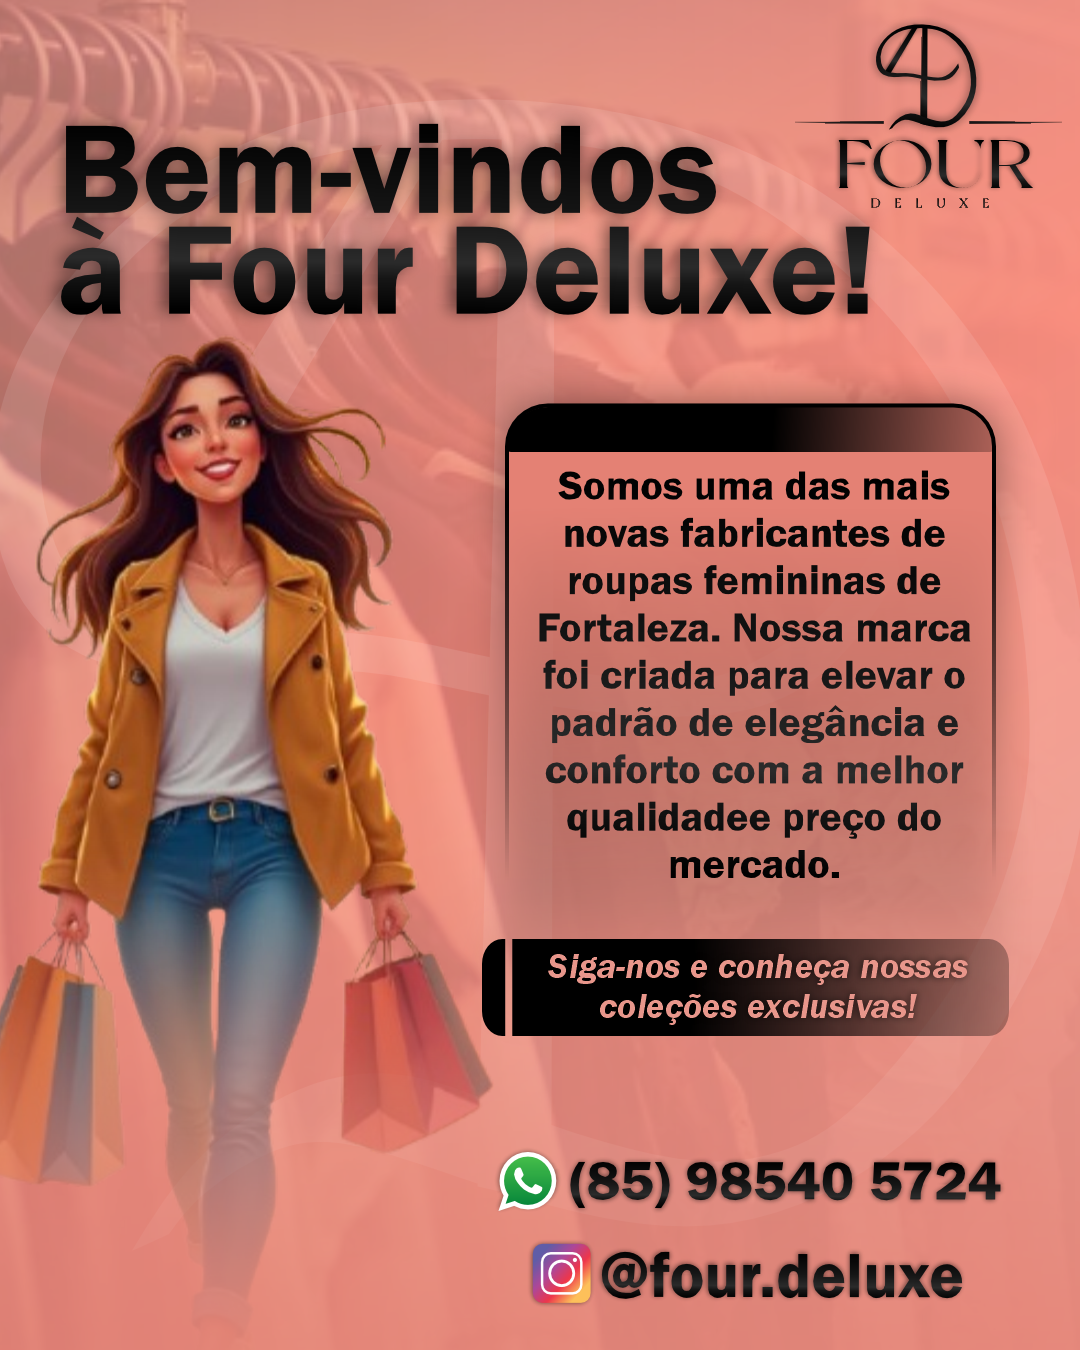 4D
FOUR
DELUXE
Bem-vindos
à Four Deluxe!
Somos uma das mais
novas fabricantes de
roupas femininas de
Fortaleza. Nossa marca
foi criada para elevar o
padrão de elegância e
conforto com a melhor
qualidadee preço do
mercado.
Siga-nos e conheça nossas
coleções exclusivas!
(85) 98540 5724
@four.deluxe